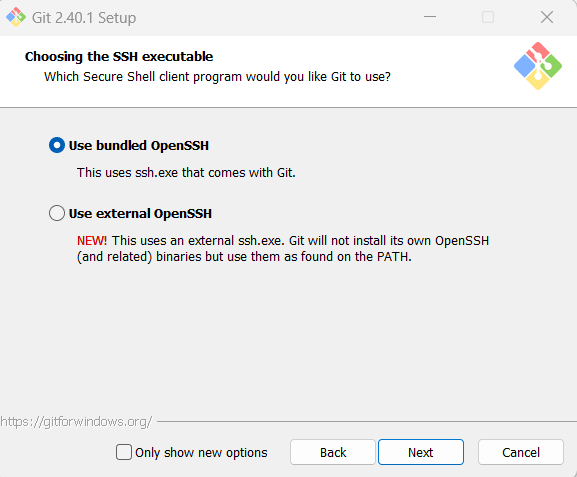 Git 2.40.1 Setup
Choosing the SSH executable
Which Secure Shell client program would you like Git to use?
Use bundled OpenSSH
This uses ssh.exe that comes with Git.
Use external OpenSSH
NEW! This uses an external ssh.exe. Git will not install its own OpenSSH
(and related) binaries but use them as found on the PATH.
https://gitforwindows.org/
Only show new options
Back
Next
Cancel